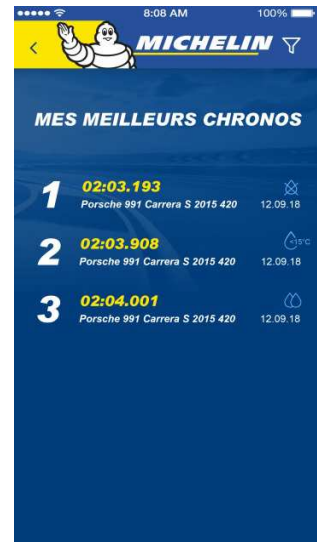 8:08 AM
100%
MICHELIN
MES MEILLEURS CHRONOS
1
02:03.193
Porsche 991 Carrera S 2015 420
12.09.18
2
02:03.908
<15°C
Porsche 991 Carrera S 2015 420
12.09.18
3
02:04.001
Porsche 991 Carrera S 2015 420
12.09.18